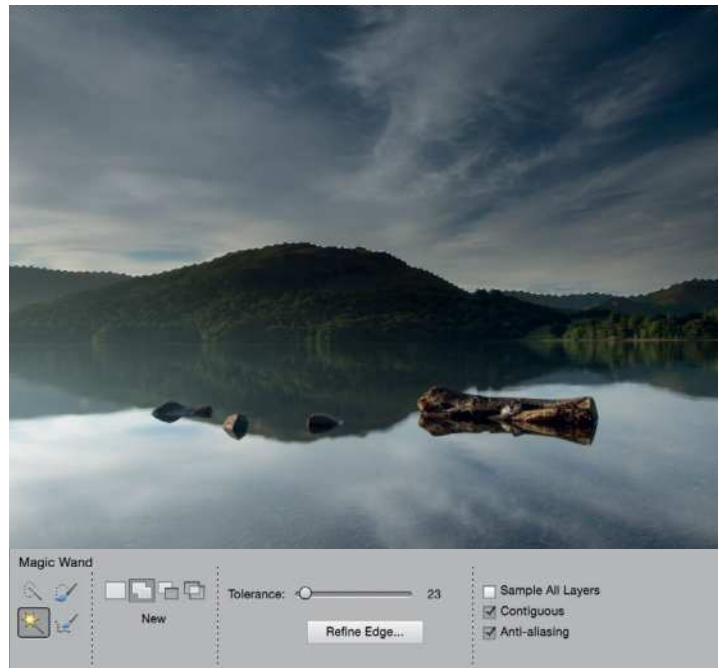 Magic Wand
New
Tolerance: 23
Refine Edge...
Sample All Layers
Contiguous
Anti-aliasing